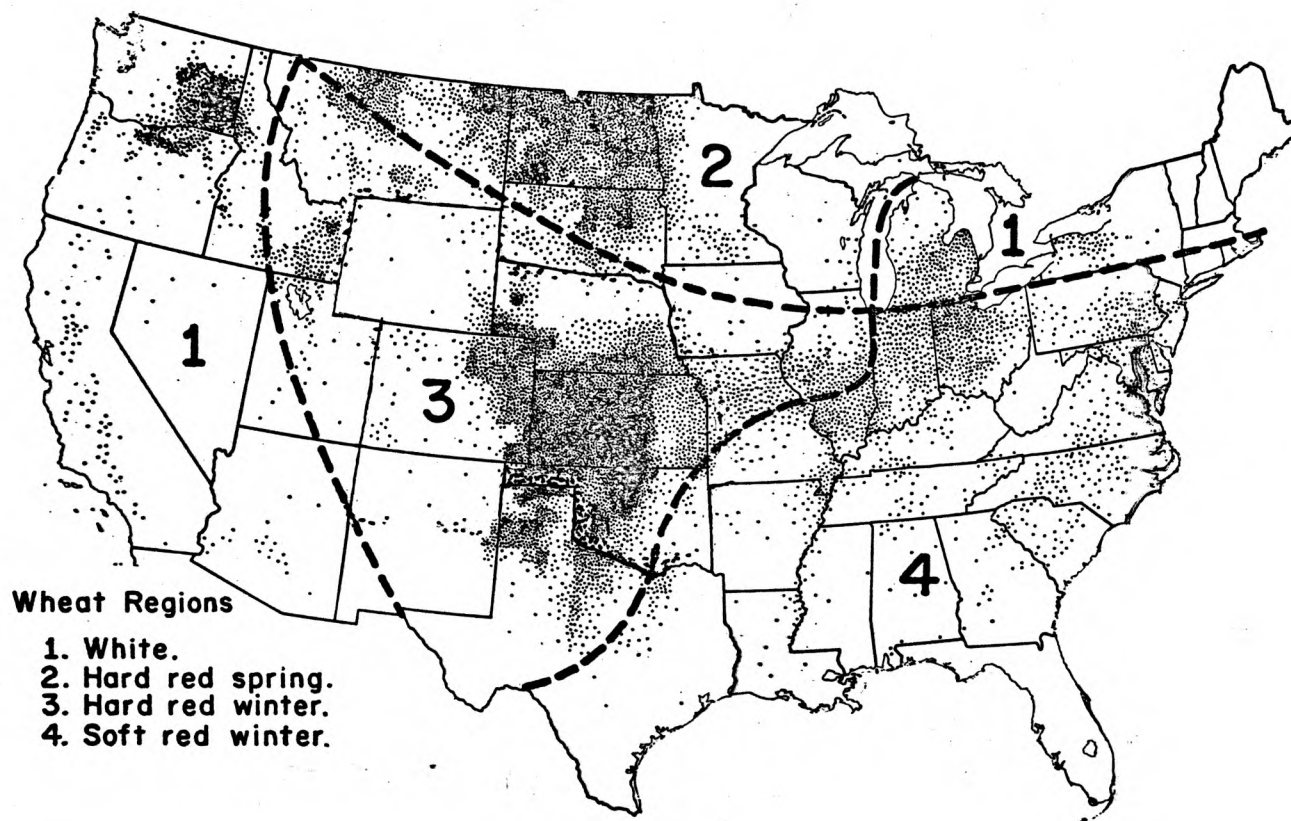 2
1
1
3
4
Wheat Regions
1. White.
2. Hard red spring.
3. Hard red winter.
4. Soft red winter.